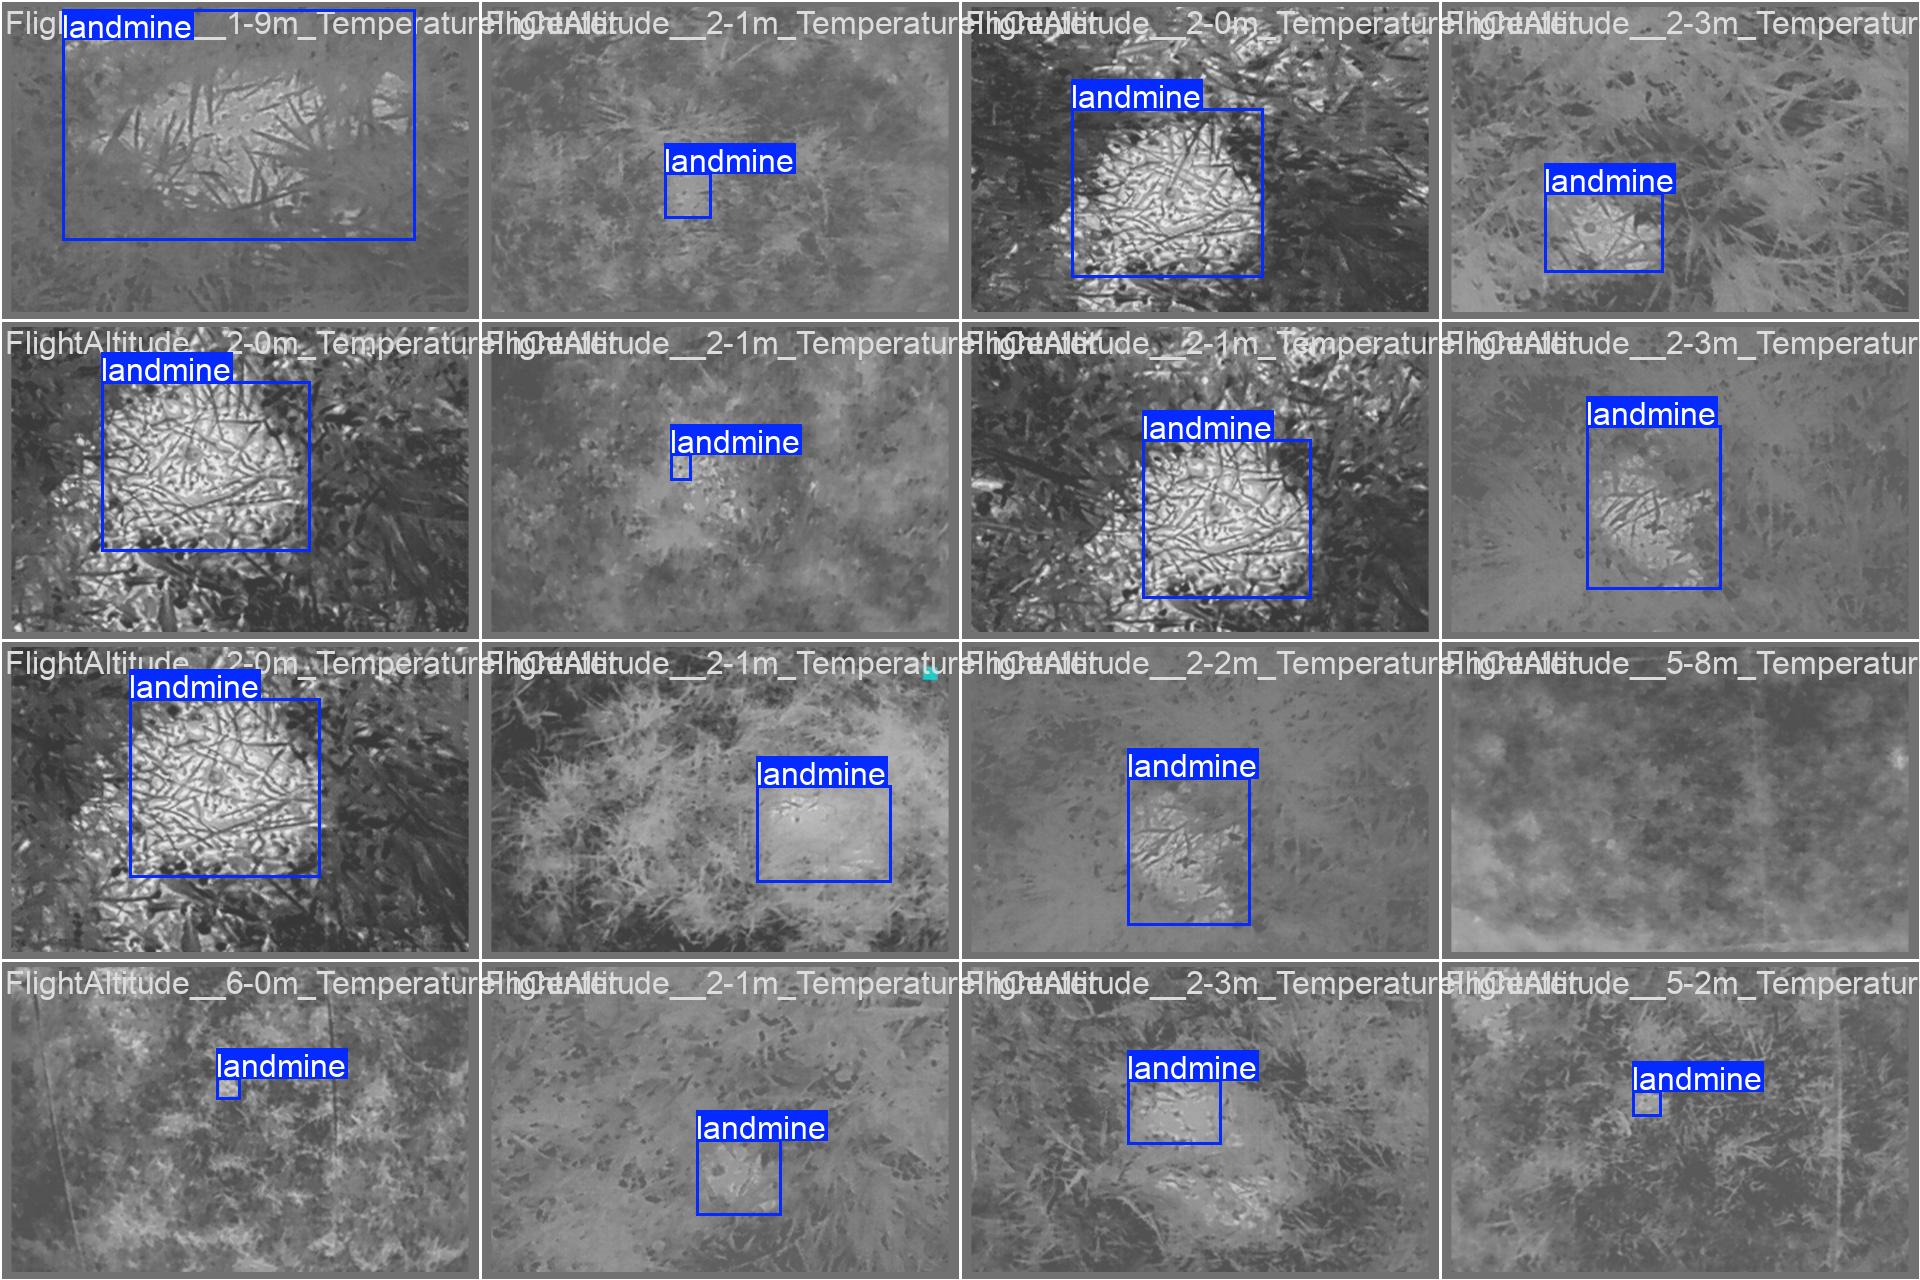 FlightAltitude__1-9m_Temperature
FlightAltitude__2-1m_Temperature
FlightAltitude__2-0m_Temperature
FlightAltitude__2-3m_Temperatur
landmine
landmine
landmine
landmine
FlightAltitude__2-0m_Temperature
FlightAltitude__2-1m_Temperature
FlightAltitude__2-1m_Temperature
FlightAltitude__2-3m_Temperatur
landmine
landmine
landmine
landmine
FlightAltitude__2-0m_Temperature
FlightAltitude__2-1m_Temperature
FlightAltitude__2-2m_Temperature
FlightAltitude__5-8m_Temperatur
landmine
landmine
landmine
FlightAltitude__6-0m_Temperature
FlightAltitude__2-1m_Temperature
FlightAltitude__2-3m_Temperature
FlightAltitude__5-2m_Temperatur
landmine
landmine
landmine
landmine